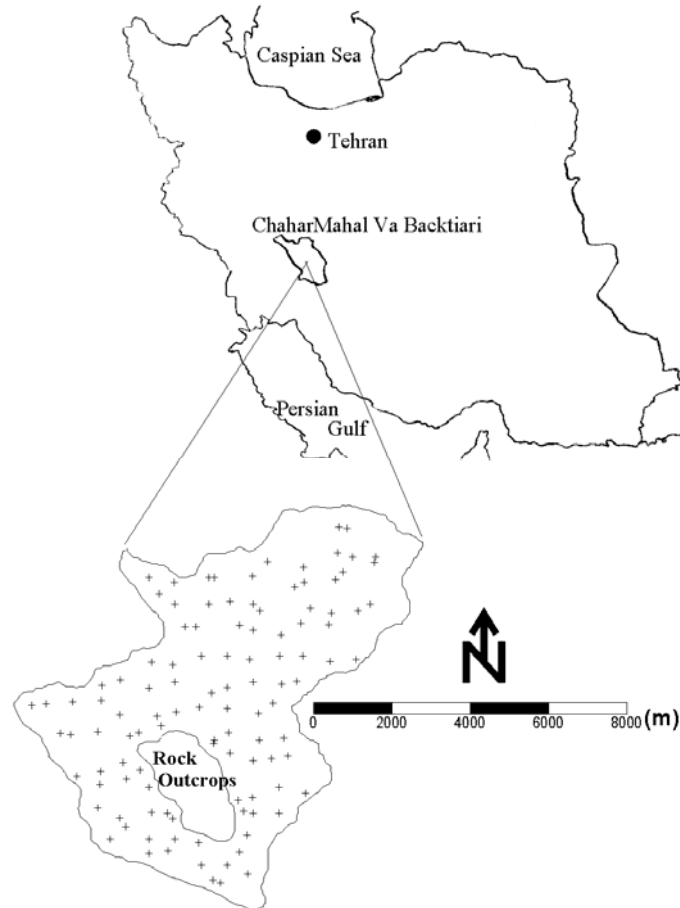 Caspian Sea
Tehran
ChaharMahal Va Backtiari
Persian
Gulf
N
0 2000 4000 6000 8000 (m)
Rock
Outcrops